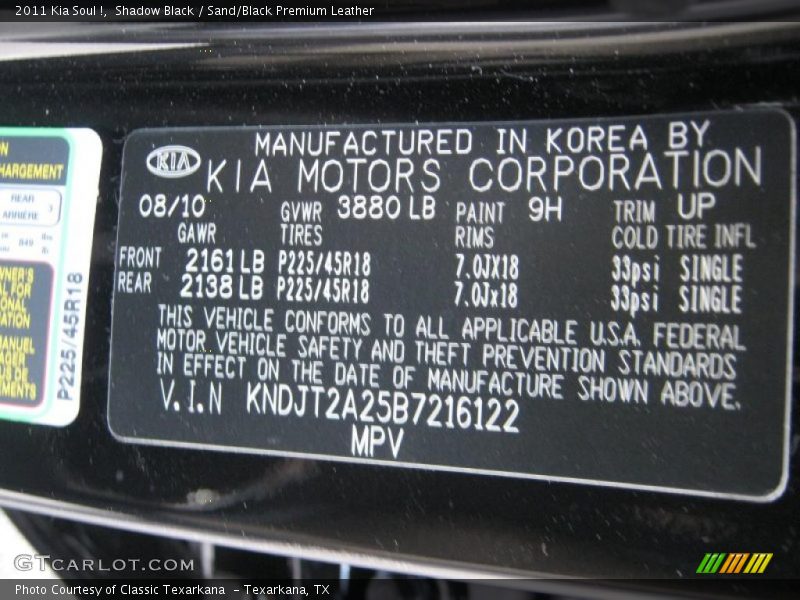 2011 Kia Soul !,  Shadow Black / Sand/Black Premium Leather
MANUFACTURED IN KOREA BY
KIA KIA MOTORS CORPORATION
08/10 GVWR 3880 LB PAINT 9H TRIM UP
GAWR TIRES RIMS COLD TIRE INFL
FRONT 2161 LB P225/45R18 7.0JX18 33psi SINGLE
REAR 2138 LB P225/45R18 7.0Jx18 33psi SINGLE
THIS VEHICLE CONFORMS TO ALL APPLICABLE U.S.A. FEDERAL
MOTOR VEHICLE SAFETY AND THEFT PREVENTION STANDARDS
IN EFFECT ON THE DATE OF MANUFACTURE SHOWN ABOVE.
V.I.N KNDJT2A25B7216122
MPV
REAR
ARRIÈRE 3
P225/45R18
GTCARLOT.COM
Photo Courtesy of Classic Texarkana  - Texarkana, TX